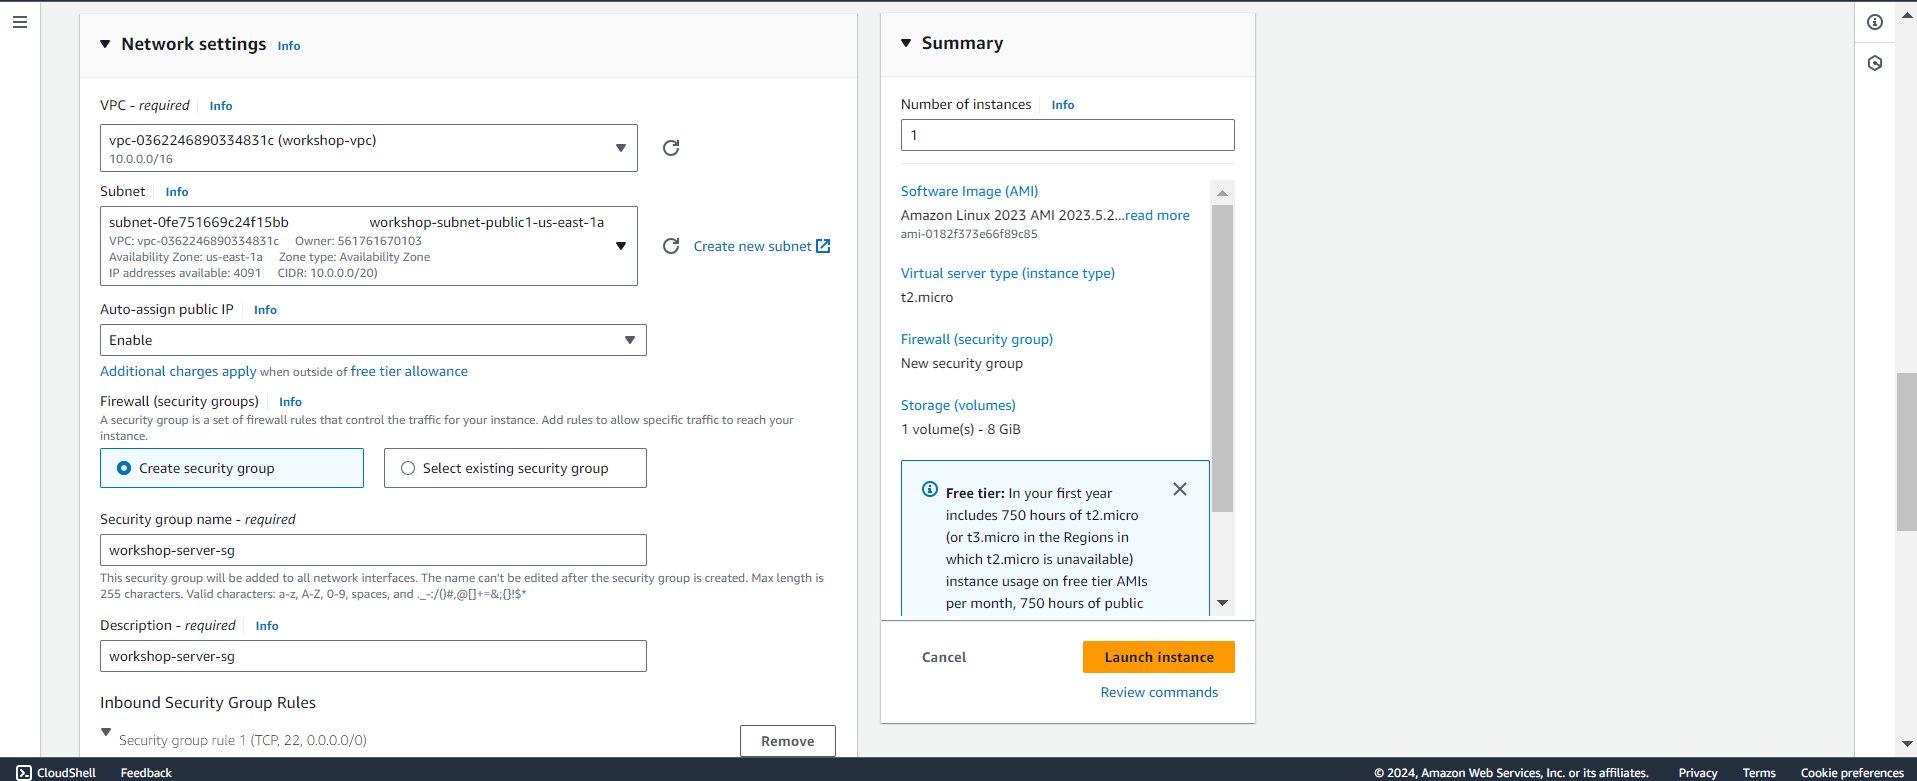 Network settings Info
VPC - required Info
vpc-0362246890334831c (workshop-vpc)
10.0.0.0/16
Subnet Info
subnet-0fe751669c24f15bb workshop-subnet-public1-us-east-1a
VPC: vpc-0362246890334831c Owner: 561761670103
Availability Zone: us-east-1a Zone type: Availability Zone
IP addresses available: 4091 CIDR: 10.0.0.0/20)
Create new subnet
Auto-assign public IP Info
Enable
Additional charges apply when outside of free tier allowance
Firewall (security groups) Info
A security group is a set of firewall rules that control the traffic for your instance. Add rules to allow specific traffic to reach your
instance.
Create security group
Select existing security group
Security group name - required
workshop-server-sg
This security group will be added to all network interfaces. The name can't be edited after the security group is created. Max length is
255 characters. Valid characters: a-z, A-Z, 0-9, spaces, and ._-:/()#,@[]+=&;{}!$*
Description - required Info
workshop-server-sg
Inbound Security Group Rules
Security group rule 1 (TCP, 22, 0.0.0.0/0)
Remove
Summary
Number of instances Info
1
Software Image (AMI)
Amazon Linux 2023 AMI 2023.5.2...read more
ami-0182f373e66f89c85
Virtual server type (instance type)
t2.micro
Firewall (security group)
New security group
Storage (volumes)
1 volume(s) - 8 GiB
Free tier: In your first year
includes 750 hours of t2.micro
(or t3.micro in the Regions in
which t2.micro is unavailable)
instance usage on free tier AMIs
per month, 750 hours of public
Cancel
Launch instance
Review commands
CloudShell Feedback
© 2024, Amazon Web Services, Inc. or its affiliates. Privacy Terms Cookie preferences